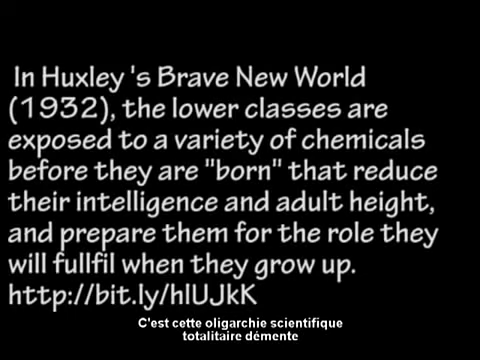 In Huxley 's Brave New World
(1932), the lower classes are
exposed to a variety of chemicals
before they are "born" that reduce
their intelligence and adult height,
and prepare them for the role they
will fullfil when they grow up.
http://bit.ly/hlUJkK
C'est cette oligarchie scientifique
totalitaire démente